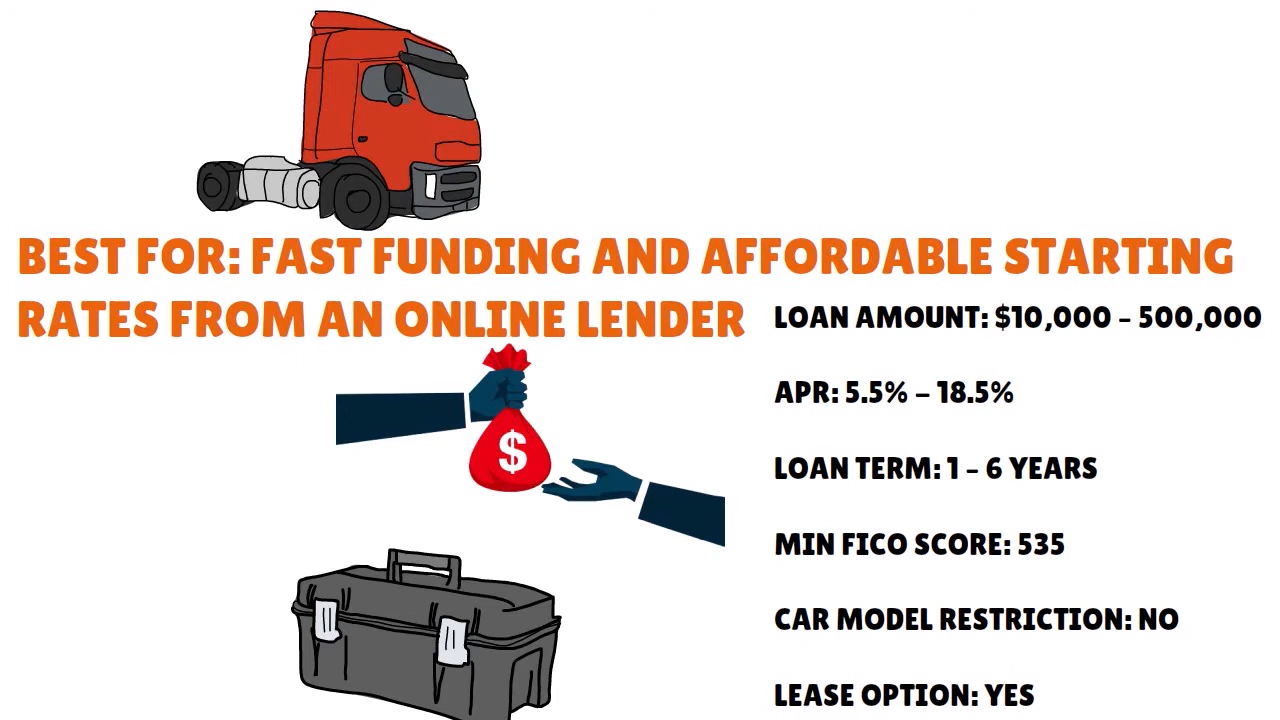 BEST FOR: FAST FUNDING AND AFFORDABLE STARTING
RATES FROM AN ONLINE LENDER
LOAN AMOUNT: $10,000 – 500,000
APR: 5.5% – 18.5%
$
LOAN TERM: 1 – 6 YEARS
MIN FICO SCORE: 535
CAR MODEL RESTRICTION: NO
LEASE OPTION: YES